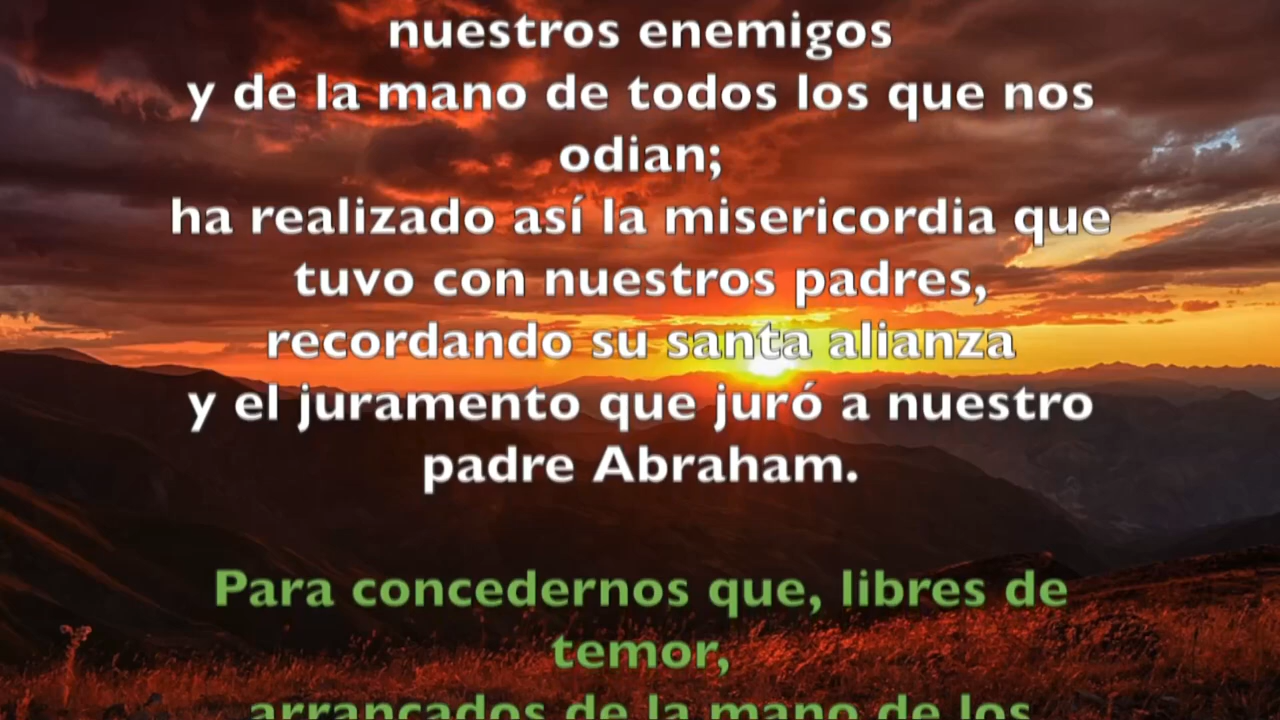 nuestros enemigos
y de la mano de todos los que nos
odian;
ha realizado así la misericordia que
tuvo con nuestros padres,
recordando su santa alianza
y el juramento que juró a nuestro
padre Abraham.
Para concedernos que, libres de
temor,
arrancados de la mano de los